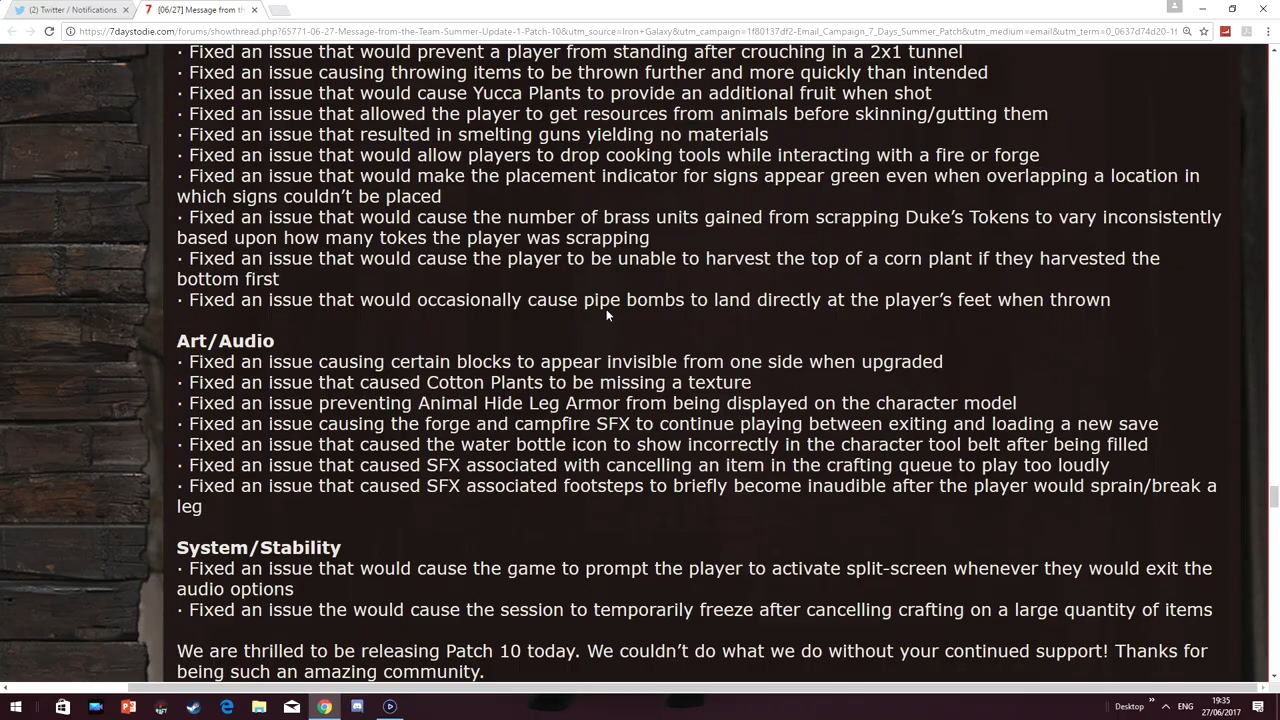 (2) Twitter / Notifications
[06/27] Message from th
https://7daystodie.com/forums/showthread.php?65771-06-27-Message-from-the-Team-Summer-Update-Patch-10&utm_source=Iron+Galaxy&utm_campaign=1f80137df2-Email_Campaign_7_Days_Summer_Patch&utm_medium=email&utm_term=0_0637d74d20-1f
· Fixed an issue that would prevent a player from standing after crouching in a 2x1 tunnel
· Fixed an issue causing throwing items to be thrown further and more quickly than intended
· Fixed an issue that would cause Yucca Plants to provide an additional fruit when shot
· Fixed an issue that allowed the player to get resources from animals before skinning/gutting them
· Fixed an issue that resulted in smelting guns yielding no materials
· Fixed an issue that would allow players to drop cooking tools while interacting with a fire or forge
· Fixed an issue that would make the placement indicator for signs appear green even when overlapping a location in
which signs couldn’t be placed
· Fixed an issue that would cause the number of brass units gained from scrapping Duke’s Tokens to vary inconsistently
based upon how many tokes the player was scrapping
· Fixed an issue that would cause the player to be unable to harvest the top of a corn plant if they harvested the
bottom first
· Fixed an issue that would occasionally cause pipe bombs to land directly at the player’s feet when thrown
Art/Audio
· Fixed an issue causing certain blocks to appear invisible from one side when upgraded
· Fixed an issue that caused Cotton Plants to be missing a texture
· Fixed an issue preventing Animal Hide Leg Armor from being displayed on the character model
· Fixed an issue causing the forge and campfire SFX to continue playing between exiting and loading a new save
· Fixed an issue that caused the water bottle icon to show incorrectly in the character tool belt after being filled
· Fixed an issue that caused SFX associated with cancelling an item in the crafting queue to play too loudly
· Fixed an issue that caused SFX associated footsteps to briefly become inaudible after the player would sprain/break a
leg
System/Stability
· Fixed an issue that would cause the game to prompt the player to activate split-screen whenever they would exit the
audio options
· Fixed an issue the would cause the session to temporarily freeze after cancelling crafting on a large quantity of items
We are thrilled to be releasing Patch 10 today. We couldn’t do what we do without your continued support! Thanks for
being such an amazing community.
Desktop
ENG
19:35
27/06/2017